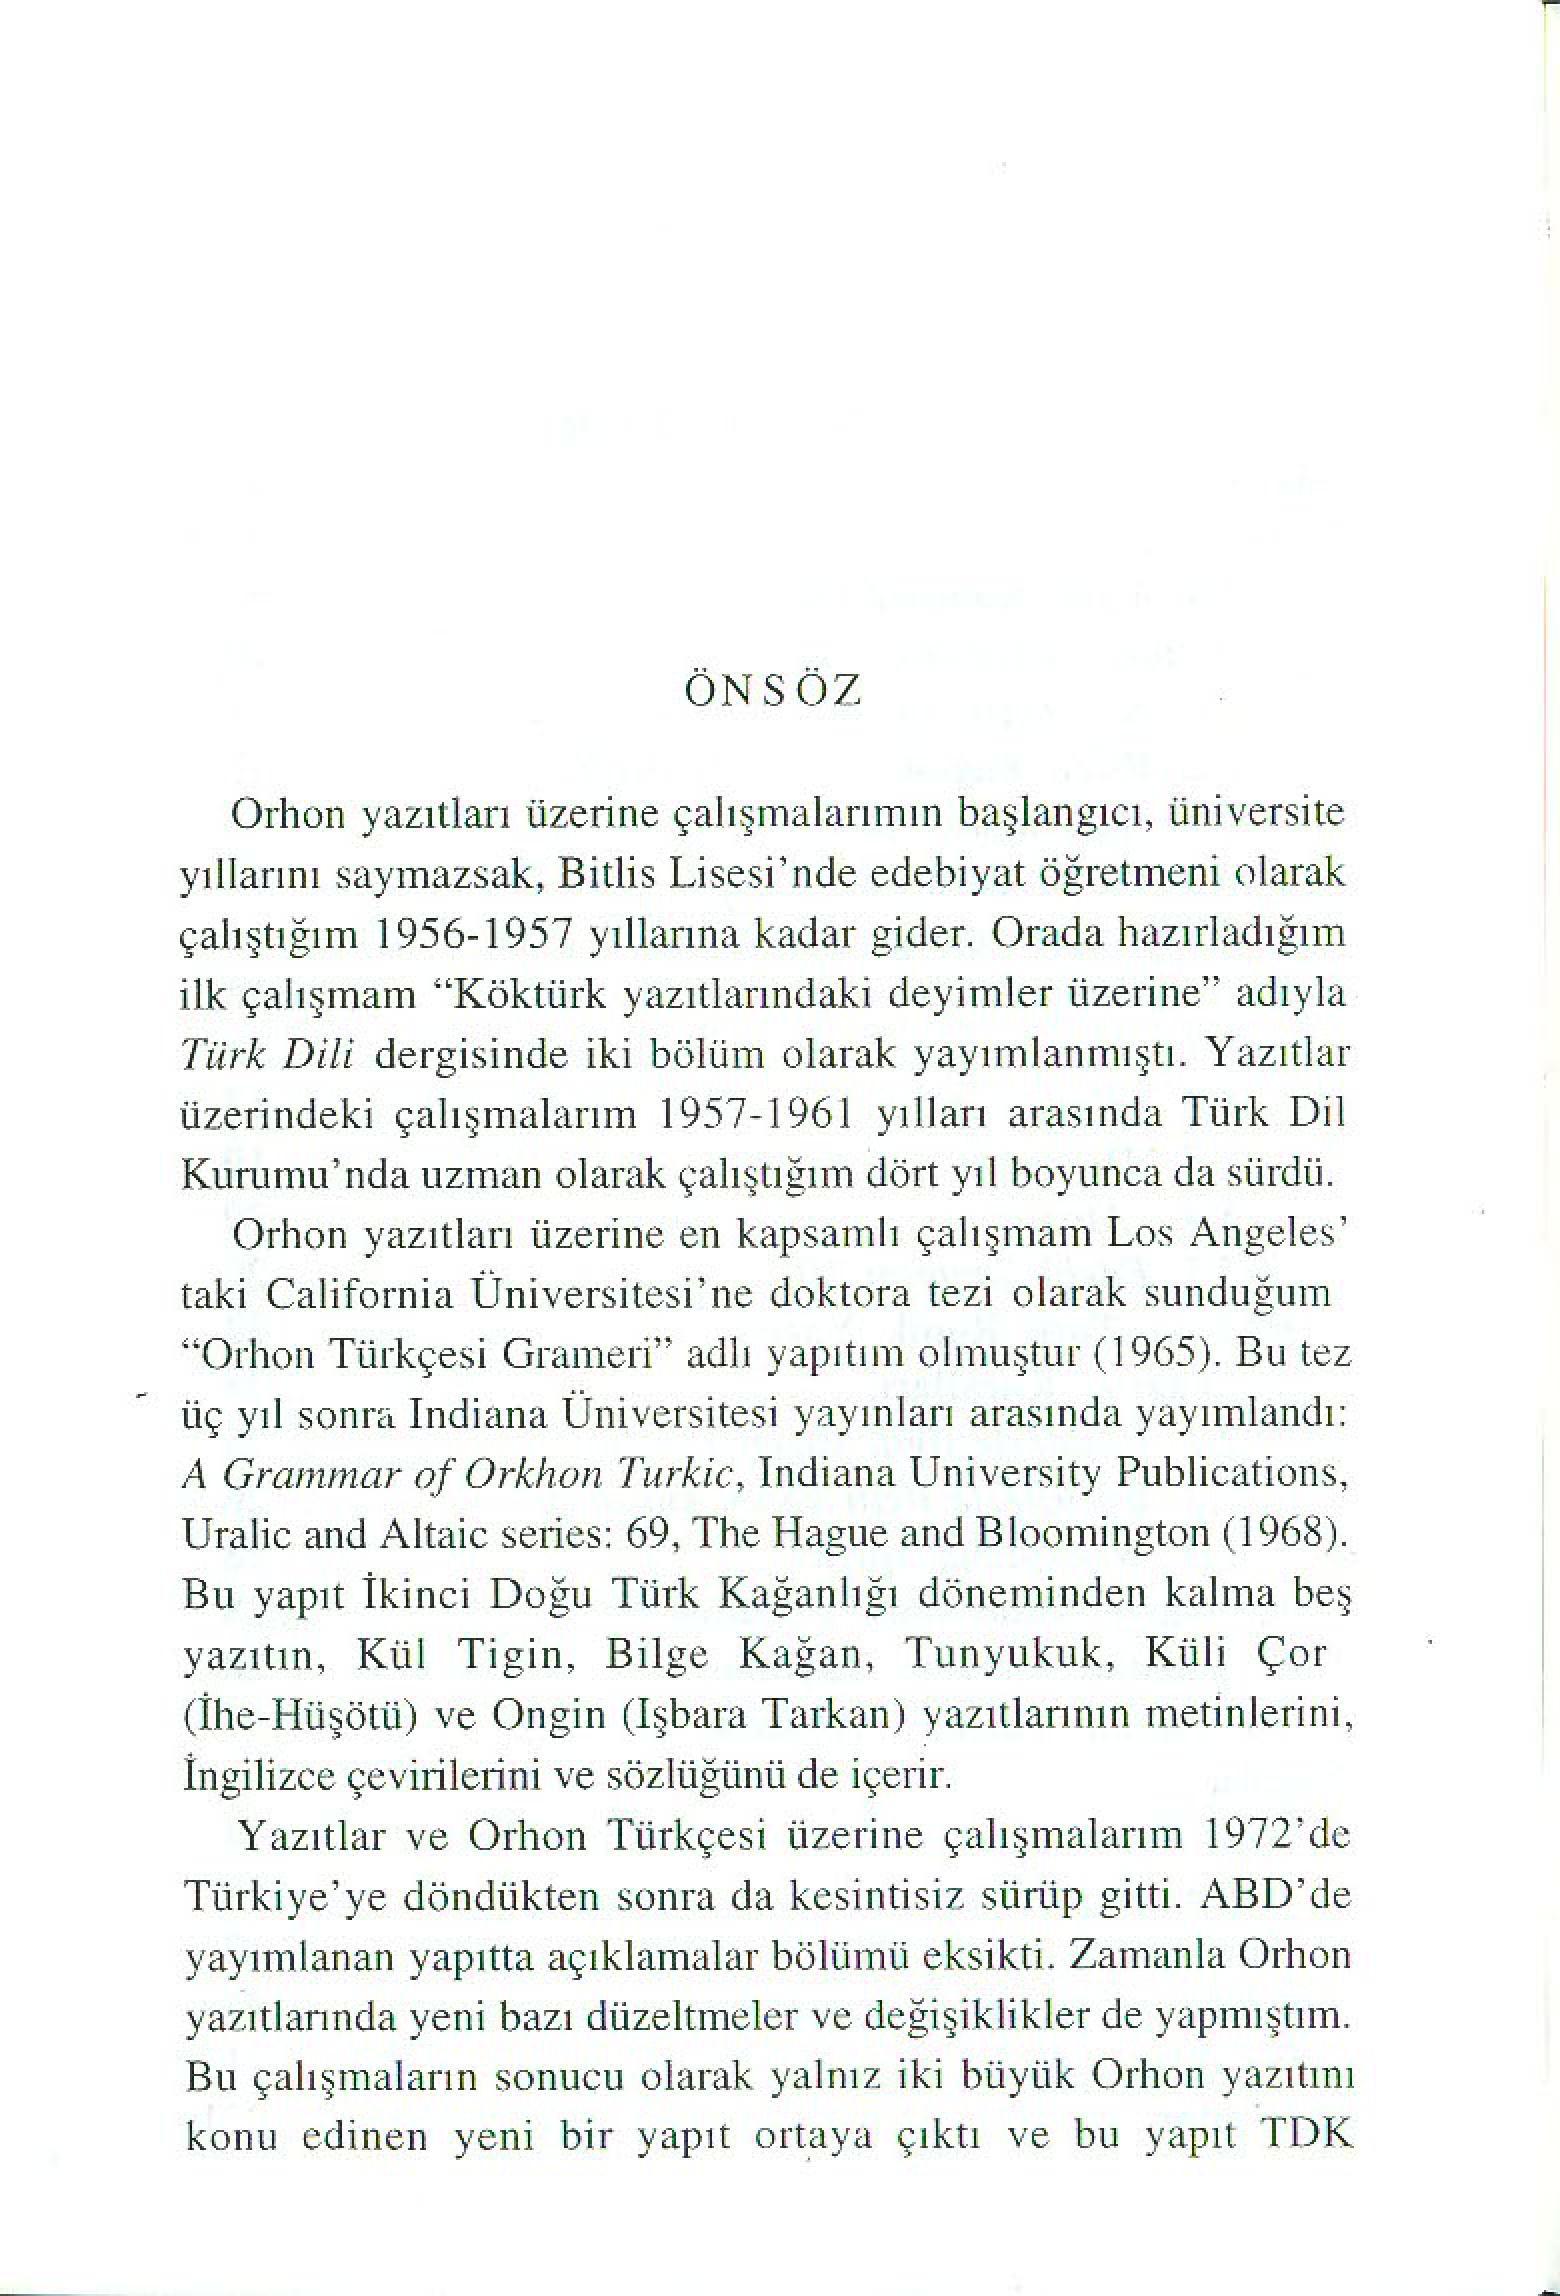 ÖNSÖZ
Orhon yazıtları üzerine çalışmalarımın başlangıcı, üniversite
yıllarını saymazsak, Bitlis Lisesi'nde edebiyat öğretmeni olarak
çalıştığım 1956-1957 yıllarına kadar gider. Orada hazırladığım
ilk çalışmam “Köktürk yazıtlarındaki deyimler üzerine” adıyla
Türk Dili dergisinde iki bölüm olarak yayımlanmıştı. Yazıtlar
üzerindeki çalışmalarım 1957-1961 yılları arasında Türk Dil
Kurumu'nda uzman olarak çalıştığım dört yıl boyunca da sürdü.
Orhon yazıtları üzerine en kapsamlı çalışmam Los Angeles'
taki California Üniversitesi'ne doktora tezi olarak sunduğum
“Orhon Türkçesi Grameri” adlı yapıtım olmuştur (1965). Bu tez
üç yıl sonra Indiana Üniversitesi yayınları arasında yayımlandı:
A Grammar of Orkhon Turkic, Indiana University Publications,
Uralic and Altaic series: 69, The Hague and Bloomington (1968).
Bu yapıt İkinci Doğu Türk Kağanlığı döneminden kalma beş
yazıtın, Kül Tigin, Bilge Kağan, Tunyukuk, Küli Çor
(İhe-Hüşötü) ve Ongin (Işbara Tarkan) yazıtlarının metinlerini,
İngilizce çevirilerini ve sözlüğünü de içerir.
Yazıtlar ve Orhon Türkçesi üzerine çalışmalarım 1972'de
Türkiye'ye döndükten sonra da kesintisiz sürüp gitti. ABD'de
yayımlanan yapıtta açıklamalar bölümü eksikti. Zamanla Orhon
yazıtlarında yeni bazı düzeltmeler ve değişiklikler de yapmıştım.
Bu çalışmaların sonucu olarak yalnız iki büyük Orhon yazıtını
konu edinen yeni bir yapıt ortaya çıktı ve bu yapıt TDK